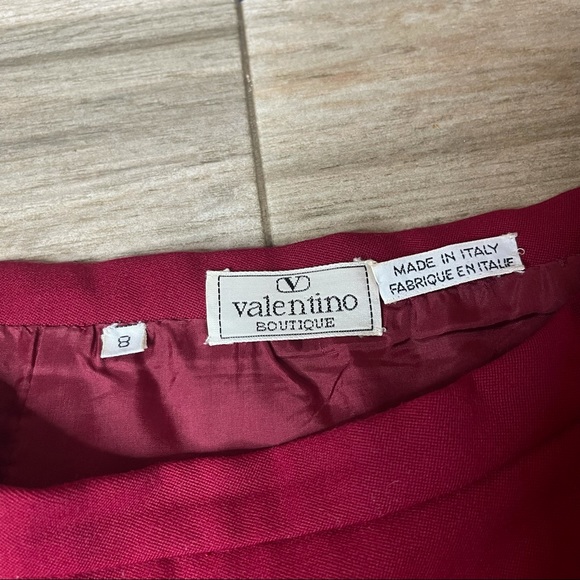 V
valentino
BOUTIQUE
MADE IN ITALY
FABRIQUE EN ITALIE
8